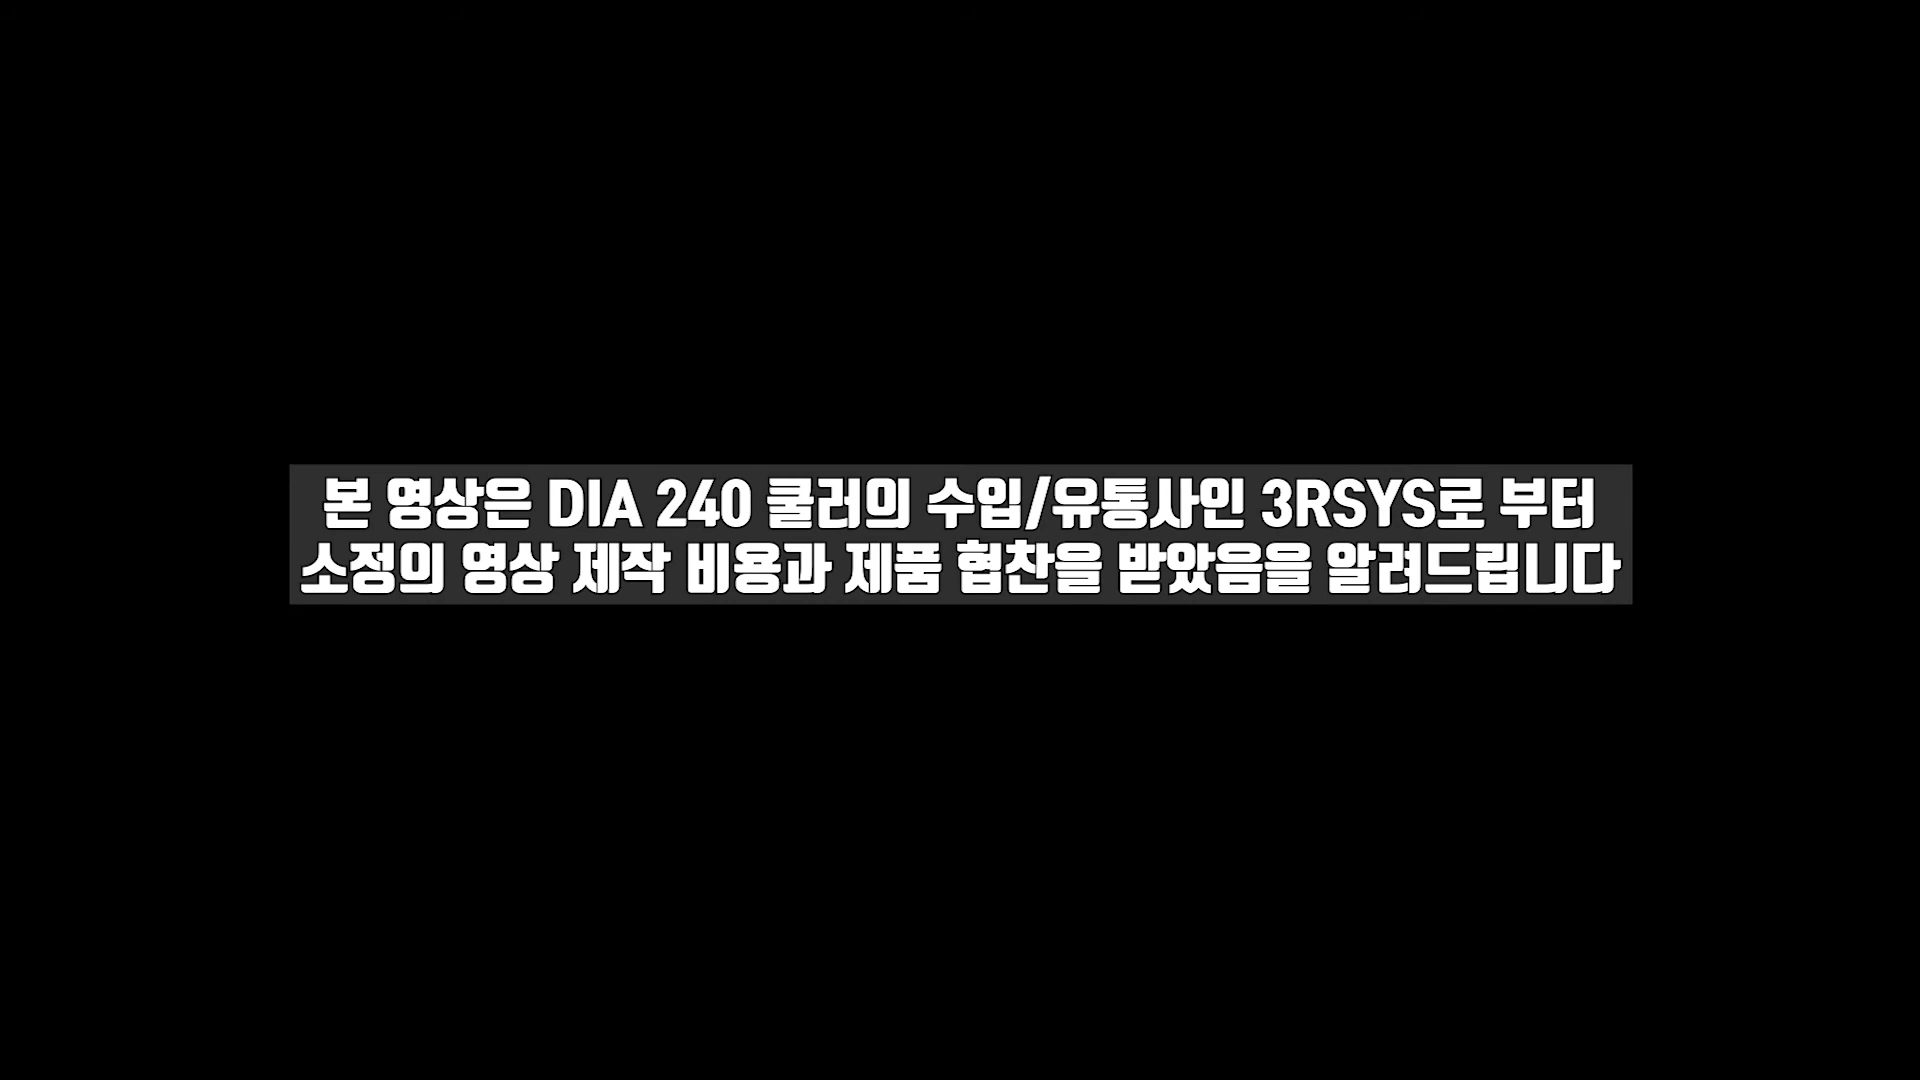 본 영상은 DIA 240 쿨러의 수입/유통사인 3RSYS로 부터
소정의 영상 제작 비용과 제품 협찬을 받았음을 알려드립니다